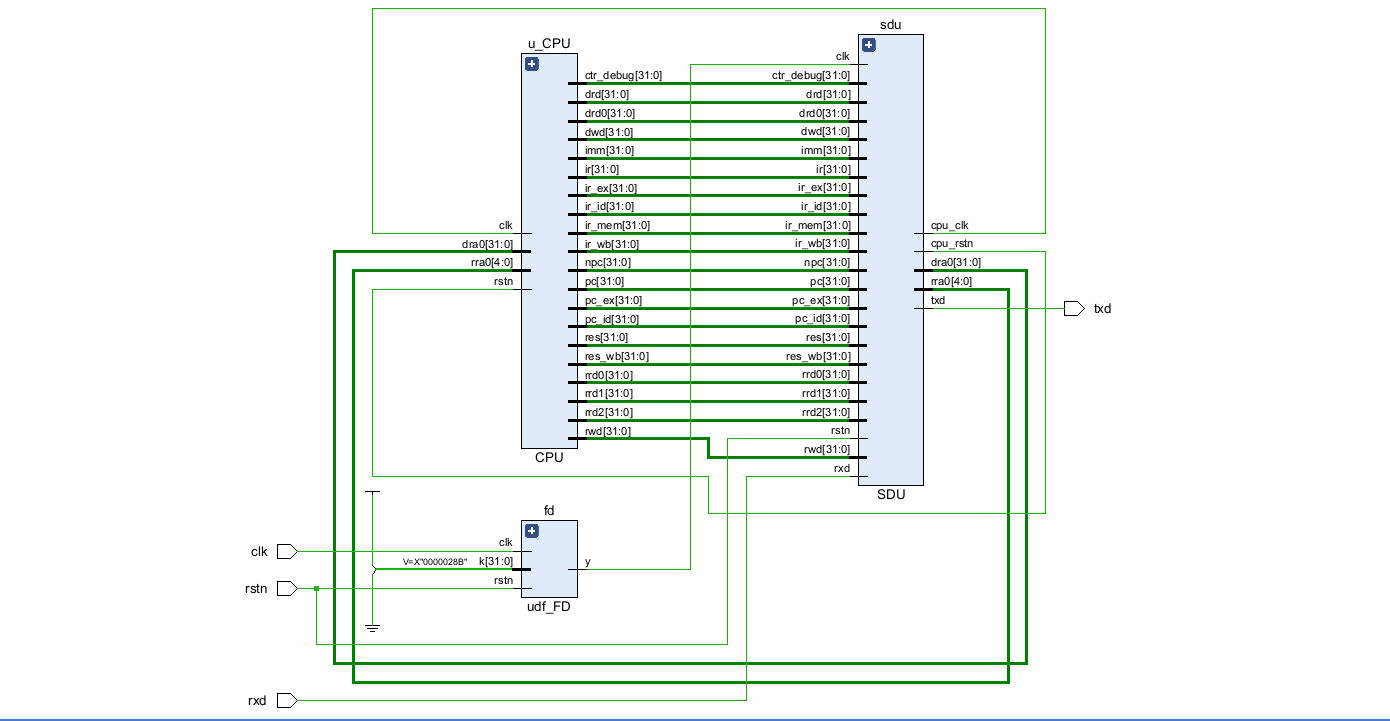 sdu
u_CPU
clk
ctr_debug[31:0] ctr_debug[31:0]
drd[31:0] drd[31:0]
drd0[31:0] drd0[31:0]
dwd[31:0] dwd[31:0]
imm[31:0] imm[31:0]
ir[31:0] ir[31:0]
ir_ex[31:0] ir_ex[31:0]
ir_id[31:0] ir_id[31:0]
clk ir_mem[31:0] ir_mem[31:0] cpu_clk
dra0[31:0] ir_wb[31:0] ir_wb[31:0] cpu_rstn
rra0[4:0] npc[31:0] npc[31:0] dra0[31:0]
rstn pc[31:0] pc[31:0] rra0[4:0]
pc_ex[31:0] pc_ex[31:0] txd txd
pc_id[31:0] pc_id[31:0]
res[31:0] res[31:0]
res_wb[31:0] res_wb[31:0]
rrd0[31:0] rrd0[31:0]
rrd1[31:0] rrd1[31:0]
rrd2[31:0] rrd2[31:0]
rwd[31:0] rstn
CPU rwd[31:0]
rxd
SDU
fd
clk clk
V=X"0000028B" k[31:0] y
rstn rstn
udf_FD
rxd